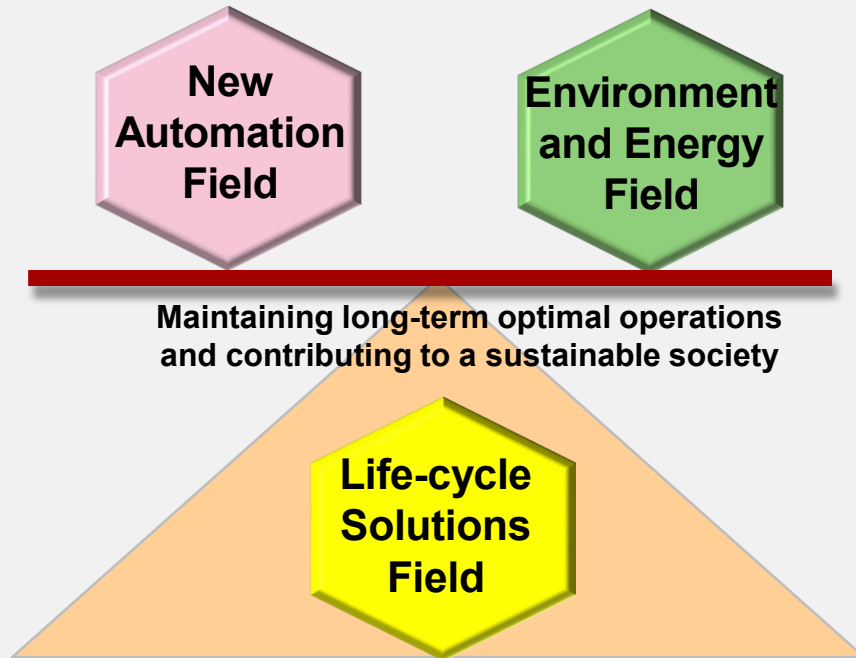 New
Automation
Field
Environment
and Energy
Field
Maintaining long-term optimal operations
and contributing to a sustainable society
Life-cycle
Solutions
Field